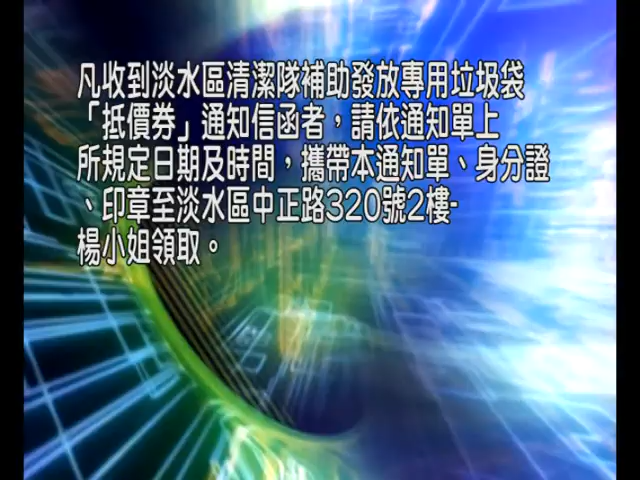 凡收到淡水區清潔隊補助發放專用垃圾袋
「抵價券」通知信函者，請依通知單上
所規定日期及時間，攜帶本通知單、身分證
、印章至淡水區中正路320號2樓-
楊小姐領取。